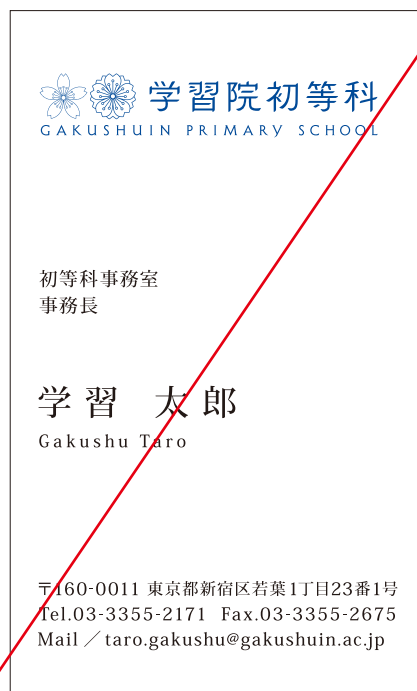 学習院初等科
GAKUSHUIN PRIMARY SCHOOL
初等科事務室
事務長
学習 太郎
Gakushu Taro
〒160-0011 東京都新宿区若葉1丁目23番1号
Tel.03-3355-2171 Fax.03-3355-2675
Mail／taro.gakushu@gakushuin.ac.jp